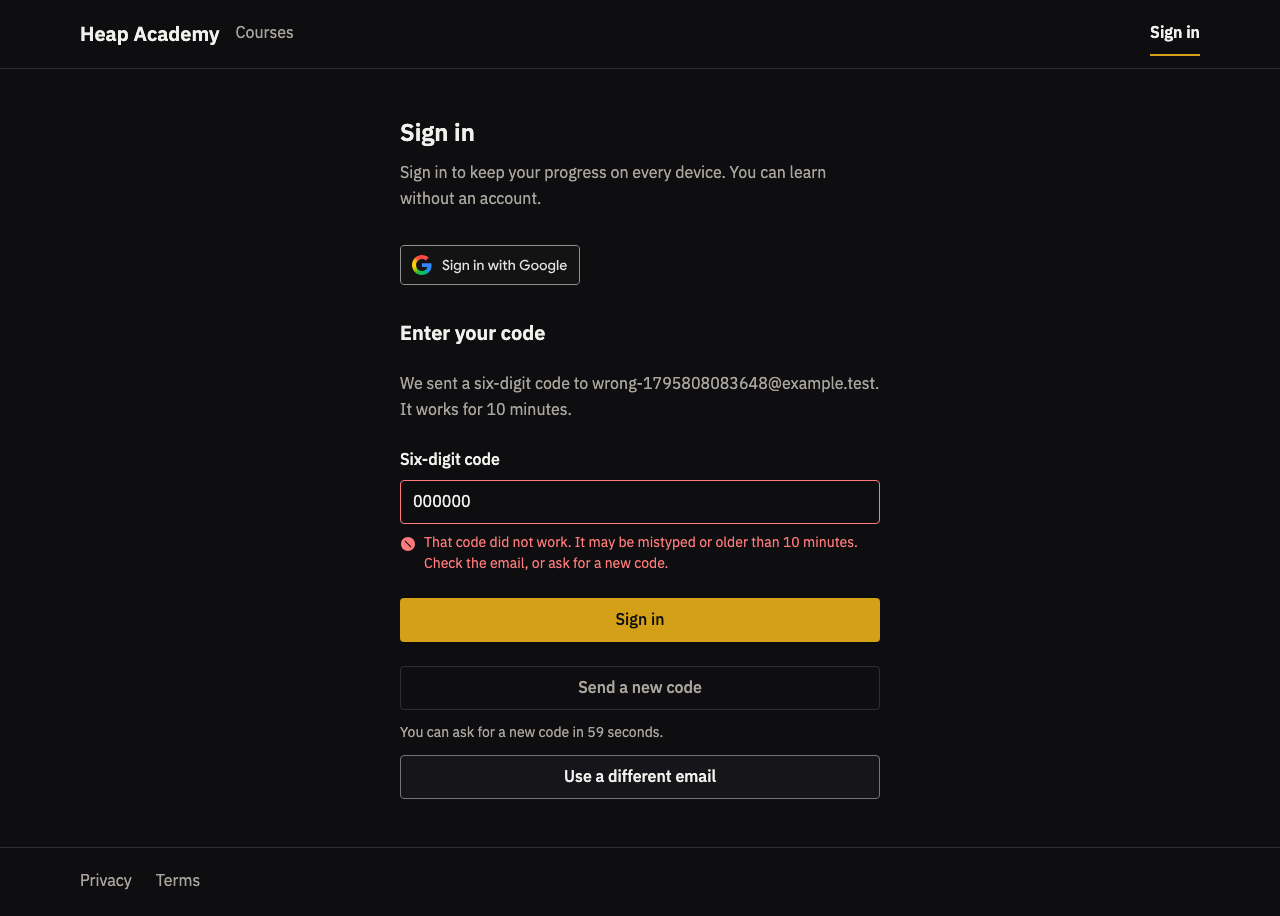 Heap Academy
Courses
Sign in
Sign in
Sign in to keep your progress on every device. You can learn
without an account.
Sign in with Google
Enter your code
We sent a six-digit code to wrong-1795808083648@example.test.
It works for 10 minutes.
Six-digit code
000000
That code did not work. It may be mistyped or older than 10 minutes.
Check the email, or ask for a new code.
Sign in
Send a new code
You can ask for a new code in 59 seconds.
Use a different email
Privacy
Terms